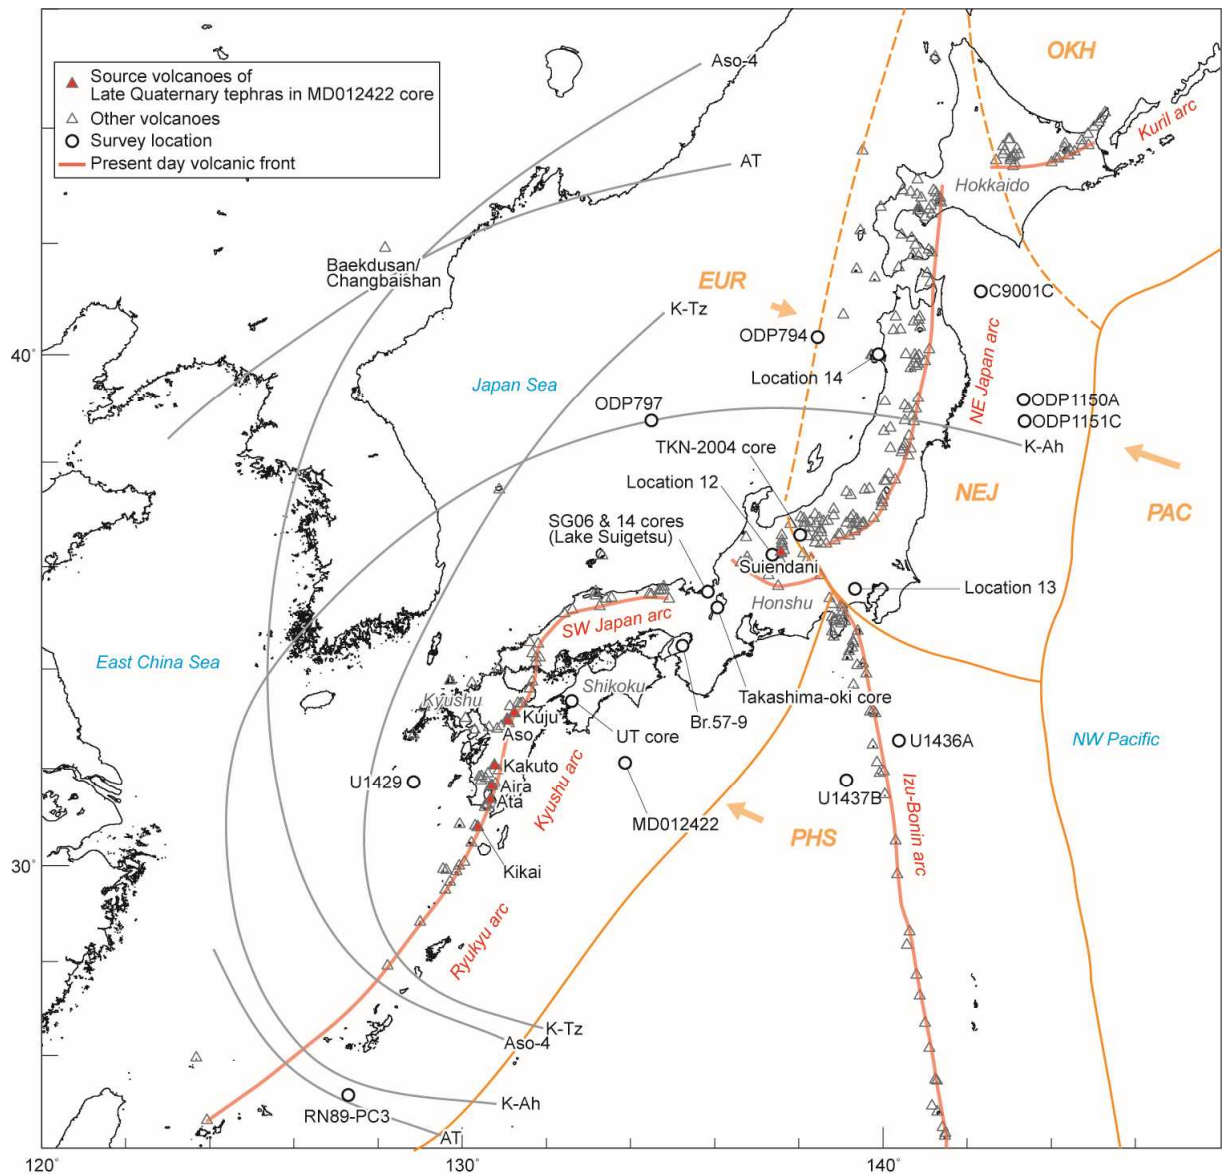 Source volcanoes of
Late Quaternary tephras in MD012422 core
Other volcanoes
Survey location
Present day volcanic front
Aso-4
OKH
Kuril arc
AT
Hokkaido
Baekdusan/
Changbaishan
EUR
C9001C
K-Tz
ODP794
40°
Location 14
Japan Sea
NE Japan arc
ODP797
ODP1150A
ODP1151C
K-Ah
TKN-2004 core
Location 12
NEJ
PAC
SG06 & 14 cores
(Lake Suigetsu)
Suiendani
Location 13
Honshu
SW Japan arc
East China Sea
Shikoku
Kyushu
Takashima-oki core
Kuju
Br.57-9
Aso
UT core
U1436A
NW Pacific
Kakuto
U1429
Aira
U1437B
Ata
Kyushu arc
MD012422
Izu-Bonin arc
PHS
30°
Kikai
Ryukyu arc
K-Tz
Aso-4
K-Ah
RN89-PC3
AT
120°
130°
140°